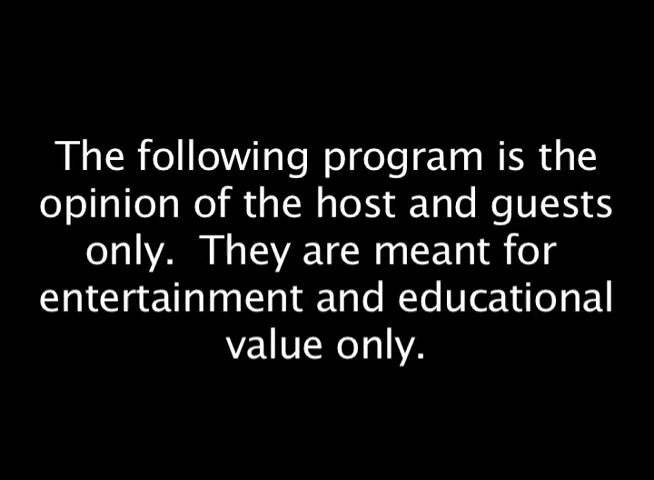 The following program is the
opinion of the host and guests
only.  They are meant for
entertainment and educational
value only.